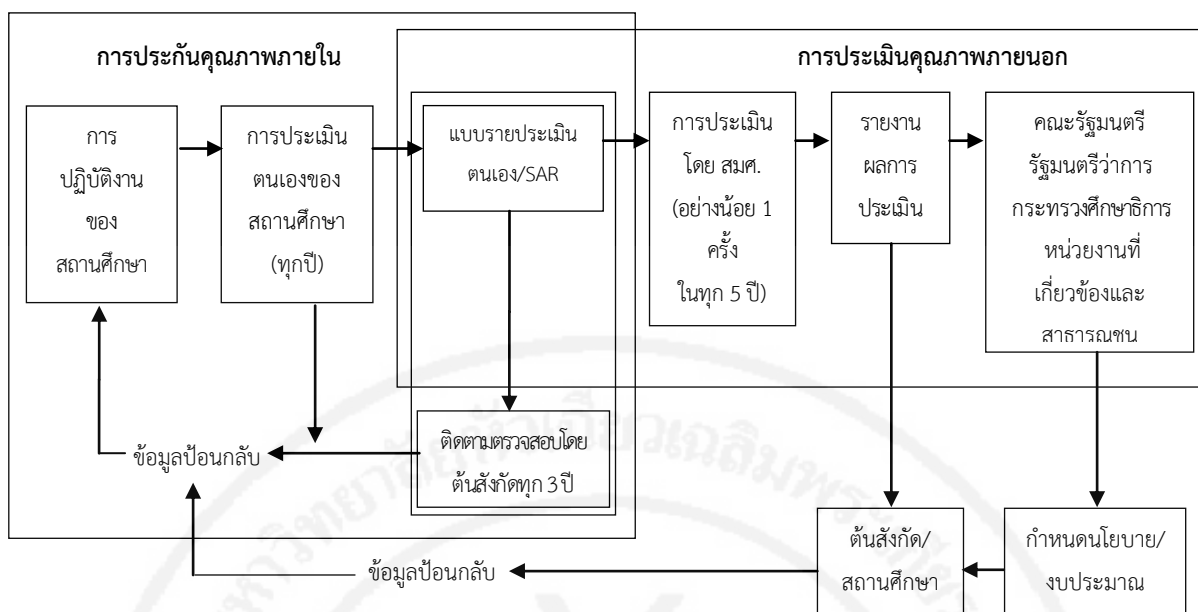 การประกันคุณภาพภายใน
การประเมินคุณภาพภายนอก
การ
ปฏิบัติงาน
ของ
สถานศึกษา
การประเมิน
ตนเองของ
สถานศึกษา
(ทุกปี)
แบบรายประเมิน
ตนเอง/SAR
การประเมิน
โดย สมศ.
(อย่างน้อย 1
ครั้ง
ในทุก 5 ปี)
รายงาน
ผลการ
ประเมิน
คณะรัฐมนตรี
รัฐมนตรีว่าการ
กระทรวงศึกษาธิการ
หน่วยงานที่
เกี่ยวข้องและ
สาธารณชน
ข้อมูลป้อนกลับ
ติดตามตรวจสอบโดย
ต้นสังกัดทุก 3 ปี
ข้อมูลป้อนกลับ
ต้นสังกัด/
สถานศึกษา
กำหนดนโยบาย/
งบประมาณ